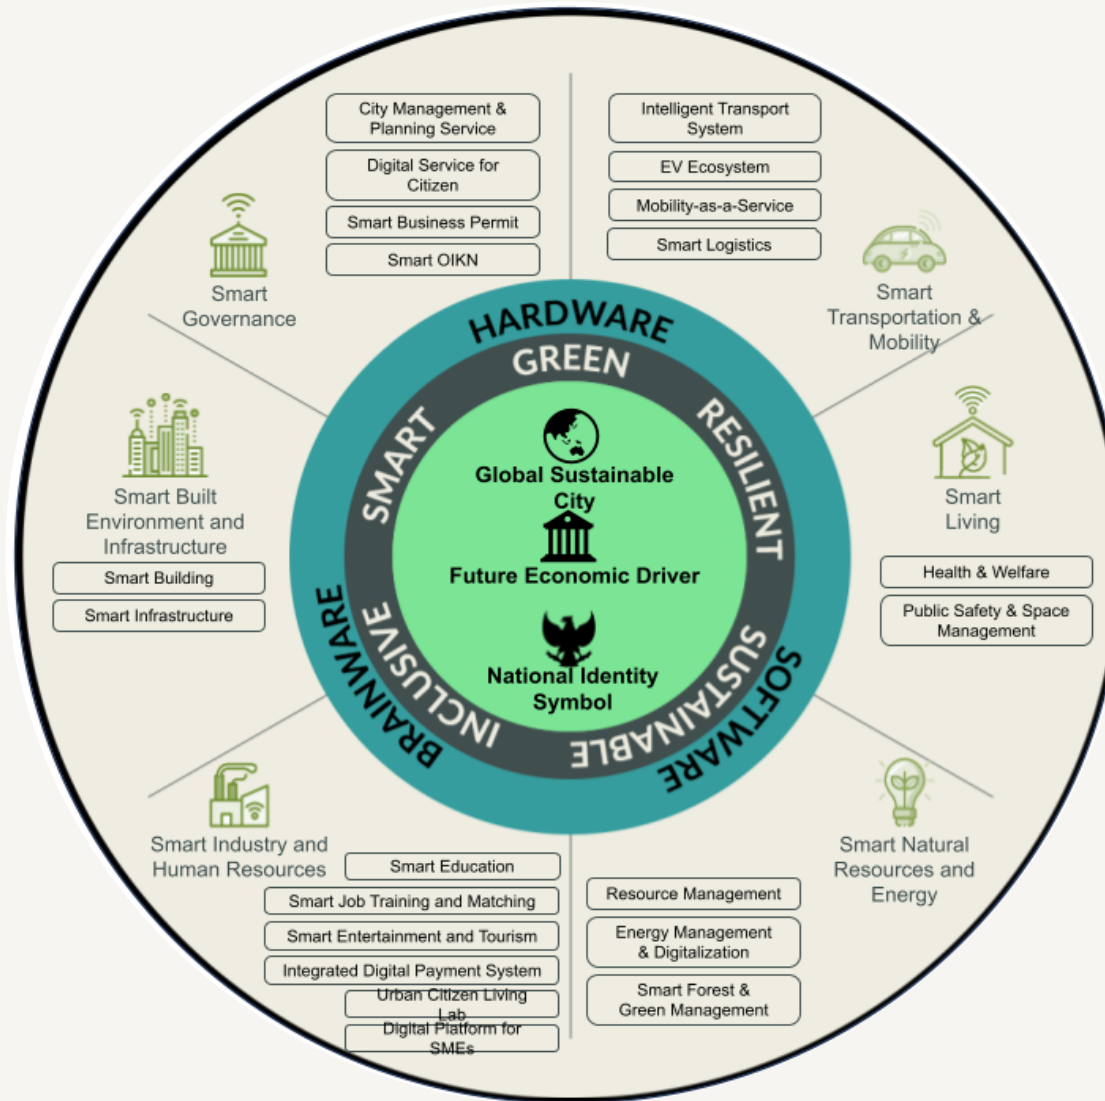 City Management &
Planning Service
Digital Service for
Citizen
Smart Business Permit
Smart OIKN
Smart
Governance
Intelligent Transport
System
EV Ecosystem
Mobility-as-a-Service
Smart Logistics
Smart
Transportation &
Mobility
Smart Built
Environment and
Infrastructure
Smart Building
Smart Infrastructure
HARDWARE
GREEN
SMART
RESILIENT
Global Sustainable
City
Future Economic Driver
National Identity
Symbol
INCLUSIVE
SUSTAINABLE
BRAINWARE
SOFTWARE
Smart
Living
Health & Welfare
Public Safety & Space
Management
Smart Industry and
Human Resources
Smart Education
Smart Job Training and Matching
Smart Entertainment and Tourism
Integrated Digital Payment System
Urban Citizen Living
Lab
Digital Platform for
SMEs
Resource Management
Energy Management
& Digitalization
Smart Forest &
Green Management
Smart Natural
Resources and
Energy